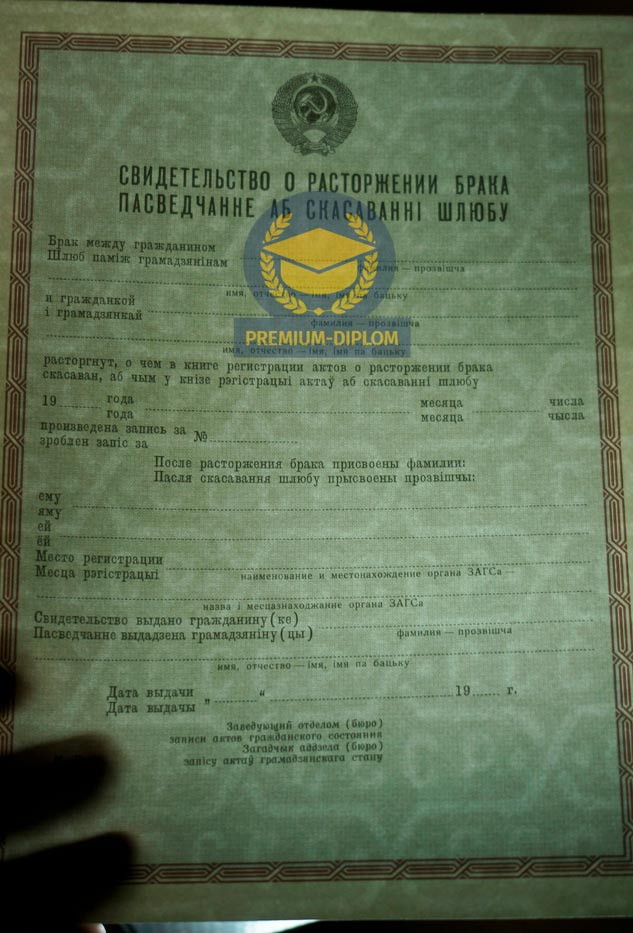 СВИДЕТЕЛЬСТВО О РАСТОРЖЕНИИ БРАКА
ПАСВЕДЧАННЕ АБ СКАСАВАННІ ШЛЮБУ
Брак между гражданином
Шлюб паміж грамадзянінам
фамилия — прозвішча
имя, отчество — імя, імя па бацьку
и гражданкой
і грамадзянкай
фамилия — прозвішча
PREMIUM-DIPLOM
имя, отчество — імя, імя па бацьку
расторгнут, о чем в книге регистрации актов о расторжении брака
скасаван, аб чым у кнізе рэгістрацыі актаў аб скасаванні шлюбу
19 года месяца числа
года месяца чысла
произведена запись за №
зроблен запіс за
После расторжения брака присвоены фамилии:
Пасля скасавання шлюбу прысвоены прозвішчы:
ему
яму
ей
ёй
Место регистрации
Месца рэгістрацыі
наименование и местонахождение органа ЗАГСа —
назва і месцазнаходжанне органа ЗАГСа
Свидетельство выдано гражданину(ке)
Пасведчанне выдадзена грамадзяніну(цы)
фамилия — прозвішча
имя, отчество — імя, імя па бацьку
Дата выдачи „ “ 19 г.
Дата выдачы
Заведующий отделом (бюро)
записи актов гражданского состояния
Загадчык аддзела (бюро)
запісу актаў грамадзянскага стану